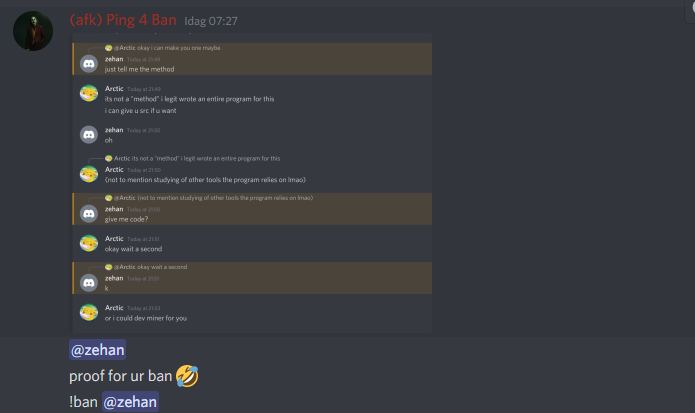 (afk) Ping 4 Ban Idag 07:27
@Arctic okay i can make you one maybe
zehan Today at 21:49
just tell me the method
Arctic Today at 21:49
its not a "method" i legit wrote an entire program for this
i can give u src if u want
zehan Today at
oh
Arctic its not a "method" i legit wrote an entire program for this
Arctic Today at 21:50
(not to mention studying of other tools the program relies on lmao)
@Arctic (not to mention studying of other tools the program relies on lmao)
zehan Today at
give me code?
Arctic Today at 21:51
okay wait a second
@Arctic okay wait a second
zehan Today at 21:51
k
Arctic Today at
or i could dev miner for you
@zehan
proof for ur ban 🤣
!ban @zehan